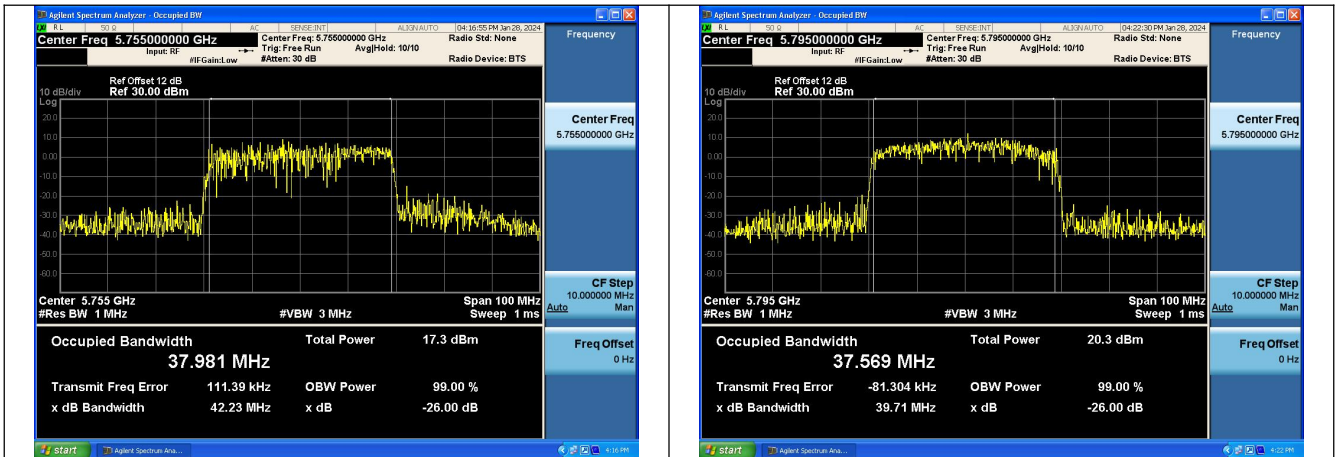 Agilent Spectrum Analyzer - Occupied BW
RL 50 Ω AC SENSE:INT ALIGNAUTO 04:16:55 PM Jan 28, 2024
Center Freq 5.755000000 GHz
Center Freq: 5.755000000 GHz
Radio Std: None
Input: RF
Trig: Free Run Avg|Hold: 10/10
#IFGain:Low
#Atten: 30 dB
Radio Device: BTS
Ref Offset 12 dB
10 dB/div Ref 30.00 dBm
Log
20.0
10.0
0.00
-10.0
-20.0
-30.0
-40.0
-50.0
-60.0
Center 5.755 GHz Span 100 MHz
#Res BW 1 MHz #VBW 3 MHz Sweep 1 ms
Occupied Bandwidth Total Power 17.3 dBm
37.981 MHz
Transmit Freq Error 111.39 kHz OBW Power 99.00 %
x dB Bandwidth 42.23 MHz x dB -26.00 dB
Frequency
Center Freq
5.755000000 GHz
CF Step
10.000000 MHz
Auto Man
Freq Offset
0 Hz
start Agilent Spectrum Ana... 4:16 PM
Agilent Spectrum Analyzer - Occupied BW
RL 50 Ω AC SENSE:INT ALIGNAUTO 04:22:30 PM Jan 28, 2024
Center Freq 5.795000000 GHz
Center Freq: 5.795000000 GHz
Radio Std: None
Input: RF
Trig: Free Run Avg|Hold: 10/10
#IFGain:Low
#Atten: 30 dB
Radio Device: BTS
Ref Offset 12 dB
10 dB/div Ref 30.00 dBm
Log
20.0
10.0
0.00
-10.0
-20.0
-30.0
-40.0
-50.0
-60.0
Center 5.795 GHz Span 100 MHz
#Res BW 1 MHz #VBW 3 MHz Sweep 1 ms
Occupied Bandwidth Total Power 20.3 dBm
37.569 MHz
Transmit Freq Error -81.304 kHz OBW Power 99.00 %
x dB Bandwidth 39.71 MHz x dB -26.00 dB
Frequency
Center Freq
5.795000000 GHz
CF Step
10.000000 MHz
Auto Man
Freq Offset
0 Hz
start Agilent Spectrum Ana... 4:22 PM